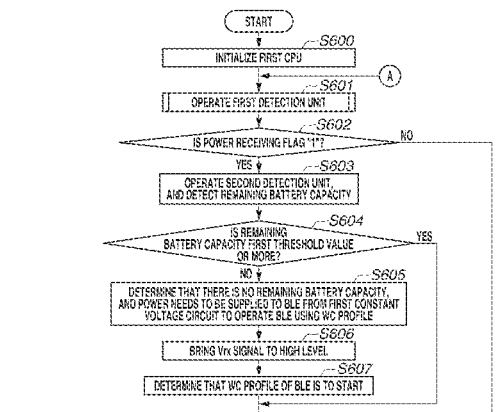 START
S600
INITIALIZE FIRST CPU
A
S601
OPERATE FIRST DETECTION UNIT
S602
IS POWER RECEIVING FLAG "1"?
NO
YES
S603
OPERATE SECOND DETECTION UNIT,
AND DETECT REMAINING BATTERY CAPACITY
S604
IS REMAINING
BATTERY CAPACITY FIRST THRESHOLD VALUE
OR MORE?
YES
NO
S605
DETERMINE THAT THERE IS NO REMAINING BATTERY CAPACITY,
AND POWER NEEDS TO BE SUPPLIED TO BLE FROM FIRST CONSTANT
VOLTAGE CIRCUIT TO OPERATE BLE USING WC PROFILE
S606
BRING Vrx SIGNAL TO HIGH LEVEL
S607
DETERMINE THAT WC PROFILE OF BLE IS TO START